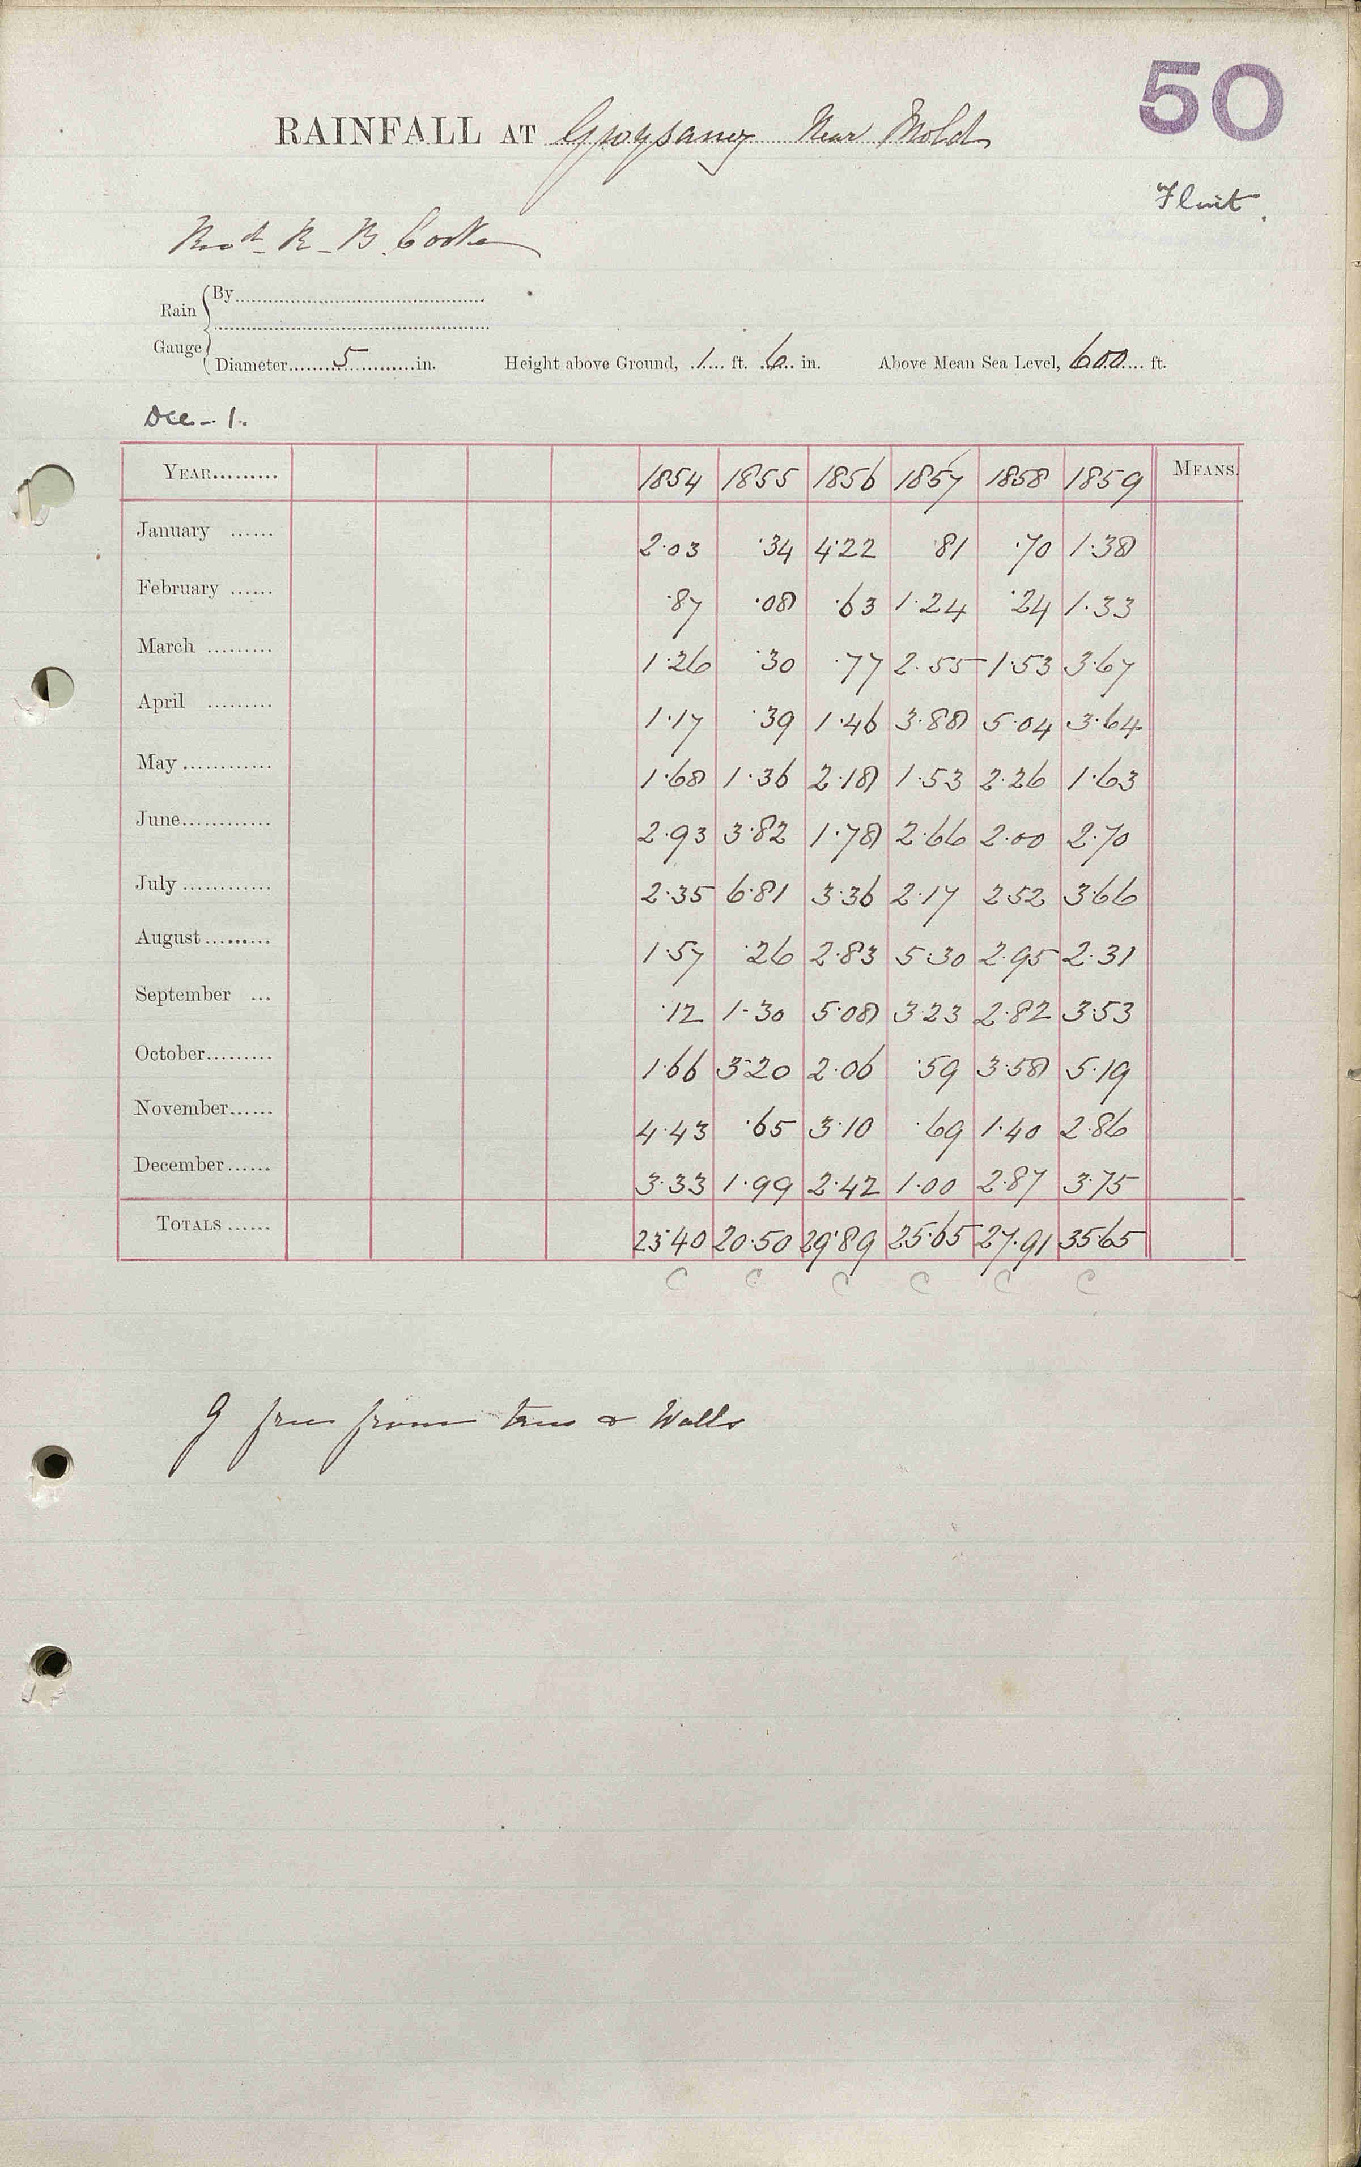 50
RAINFALL AT Gwysaney Near Mold
Flint.
Revd. R. B. Cooke
Rain Gauge { By
Diameter 5 in. Height above Ground, 1 ft. 6 in. Above Mean Sea Level, 600 ft.
Dec - 1.
YEAR 1854 1855 1856 1857 1858 1859 MEANS.
January 2.03 .34 4.22 .81 .70 1.38
February .87 .08 .63 1.24 .24 1.33
March 1.26 .30 .77 2.55 1.53 3.67
April 1.17 .39 1.46 3.88 5.04 3.64
May 1.68 1.36 2.18 1.53 2.26 1.63
June 2.93 3.82 1.78 2.66 2.00 2.70
July 2.35 6.81 3.36 2.17 2.52 3.66
August 1.57 .26 2.83 5.30 2.95 2.31
September .12 1.30 5.08 3.23 2.82 3.53
October 1.66 3.20 2.06 .59 3.58 5.19
November 4.43 .65 3.10 .69 1.40 2.86
December 3.33 1.99 2.42 1.00 2.87 3.75
TOTALS 23.40 20.50 29.89 25.65 27.91 35.65
C C C C C C
G free from trees & Walls